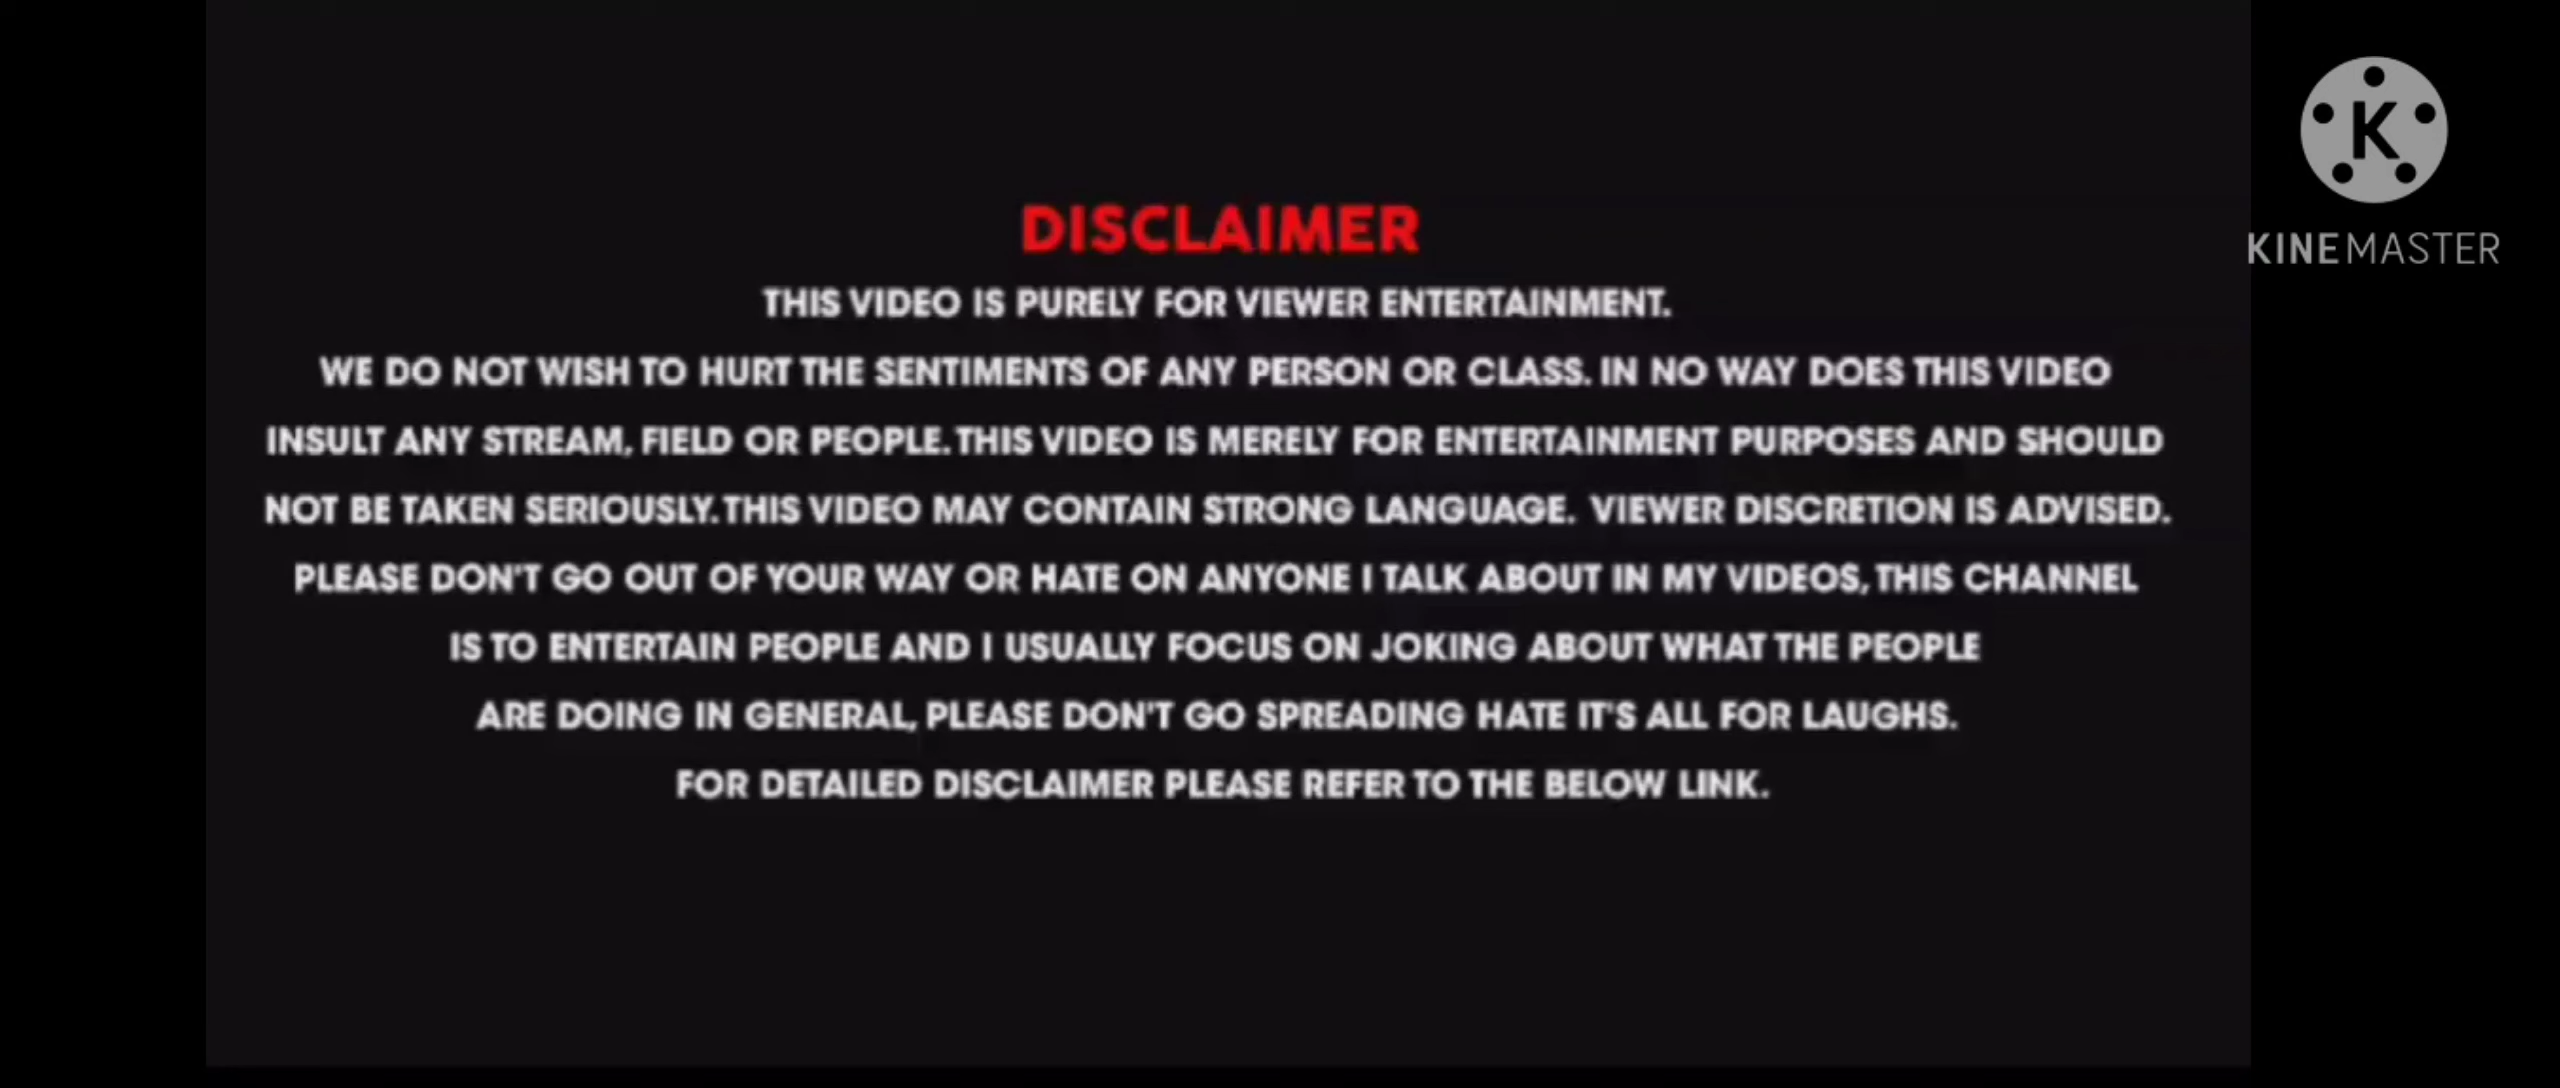 DISCLAIMER
THIS VIDEO IS PURELY FOR VIEWER ENTERTAINMENT.
WE DO NOT WISH TO HURT THE SENTIMENTS OF ANY PERSON OR CLASS. IN NO WAY DOES THIS VIDEO
INSULT ANY STREAM, FIELD OR PEOPLE. THIS VIDEO IS MERELY FOR ENTERTAINMENT PURPOSES AND SHOULD
NOT BE TAKEN SERIOUSLY. THIS VIDEO MAY CONTAIN STRONG LANGUAGE. VIEWER DISCRETION IS ADVISED.
PLEASE DON'T GO OUT OF YOUR WAY OR HATE ON ANYONE I TALK ABOUT IN MY VIDEOS, THIS CHANNEL
IS TO ENTERTAIN PEOPLE AND I USUALLY FOCUS ON JOKING ABOUT WHAT THE PEOPLE
ARE DOING IN GENERAL, PLEASE DON'T GO SPREADING HATE IT'S ALL FOR LAUGHS.
FOR DETAILED DISCLAIMER PLEASE REFER TO THE BELOW LINK.
K
KINEMASTER